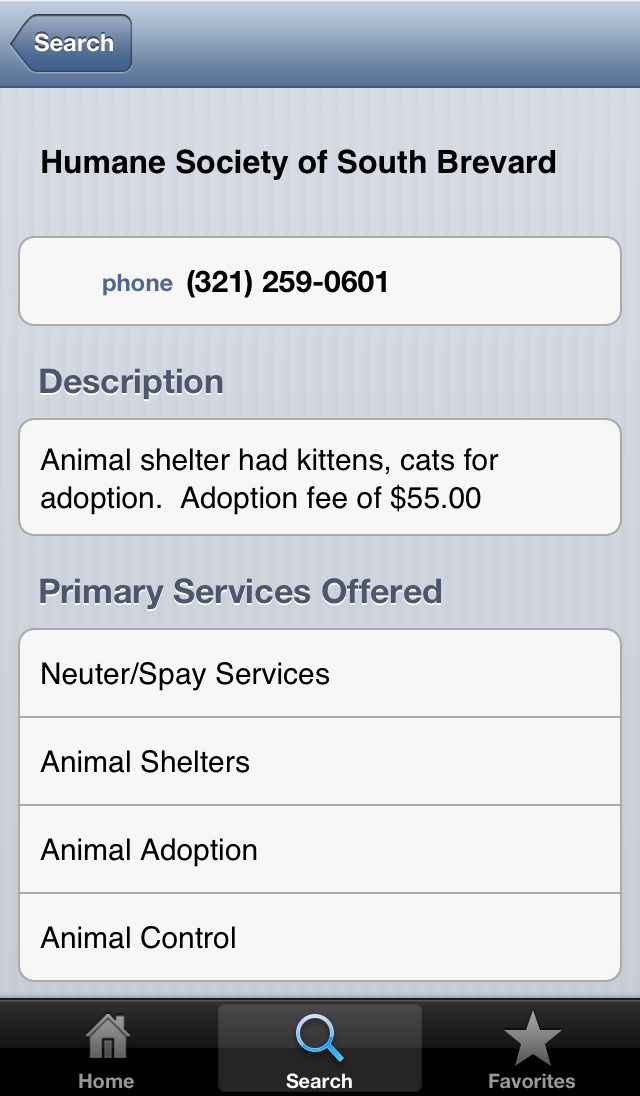 Search
Humane Society of South Brevard
phone (321) 259-0601
Description
Animal shelter had kittens, cats for
adoption.  Adoption fee of $55.00
Primary Services Offered
Neuter/Spay Services
Animal Shelters
Animal Adoption
Animal Control
Home
Search
Favorites